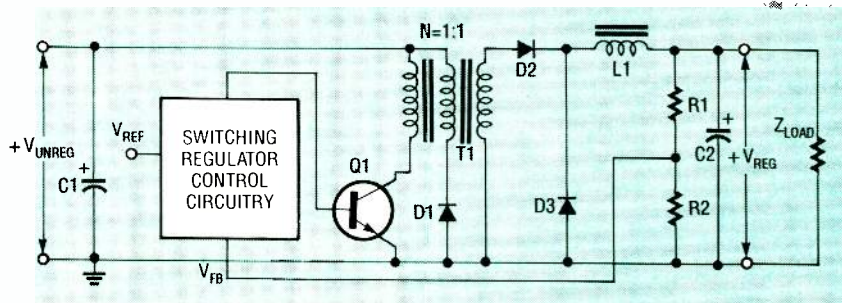 N=1:1
D2
L1
R1
V_REF
SWITCHING
REGULATOR
CONTROL
CIRCUITRY
+ V_UNREG
C1
+
Q1
T1
D1
D3
C2
+
+ V_REG
Z_LOAD
R2
V_FB